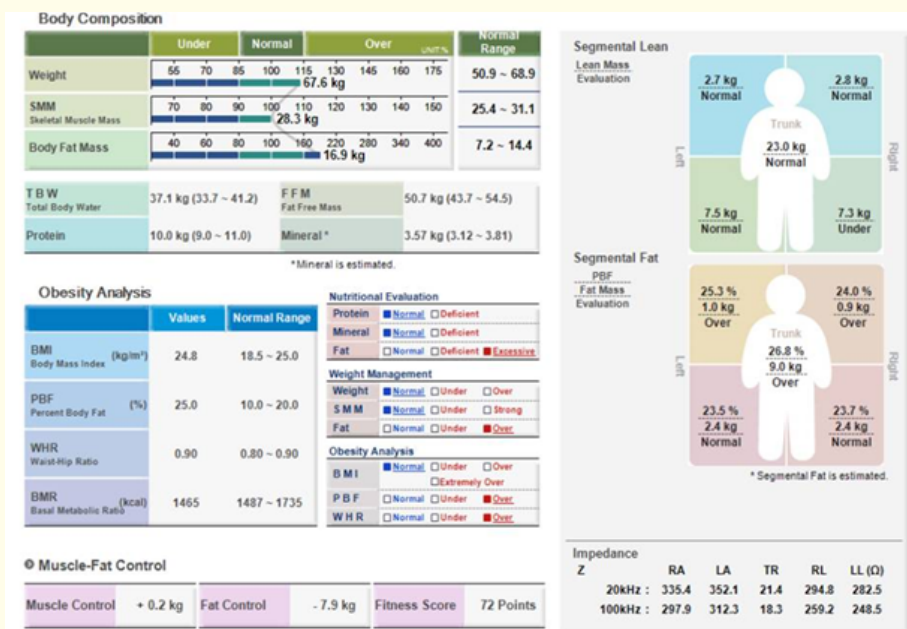 Body Composition
Under Normal Over UNIT:% Normal Range
Weight 55 70 85 100 115 130 145 160 175 50.9 ~ 68.9
67.6 kg
SMM 70 80 90 100 110 120 130 140 150 25.4 ~ 31.1
Skeletal Muscle Mass 28.3 kg
Body Fat Mass 40 60 80 100 160 220 280 340 400 7.2 ~ 14.4
16.9 kg
TBW 37.1 kg (33.7 ~ 41.2) FFM 50.7 kg (43.7 ~ 54.5)
Total Body Water Fat Free Mass
Protein 10.0 kg (9.0 ~ 11.0) Mineral * 3.57 kg (3.12 ~ 3.81)
*Mineral is estimated.
Obesity Analysis
Values Normal Range
BMI (kg/m²) 24.8 18.5 ~ 25.0
Body Mass Index
PBF (%) 25.0 10.0 ~ 20.0
Percent Body Fat
WHR 0.90 0.80 ~ 0.90
Waist-Hip Ratio
BMR (kcal) 1465 1487 ~ 1735
Basal Metabolic Ratio
Nutritional Evaluation
Protein Normal Deficient
Mineral Normal Deficient
Fat Normal Deficient Excessive
Weight Management
Weight Normal Under Over
SMM Normal Under Strong
Fat Normal Under Over
Obesity Analysis
BMI Normal Under Over
Extremely Over
PBF Normal Under Over
WHR Normal Under Over
Muscle-Fat Control
Muscle Control + 0.2 kg Fat Control - 7.9 kg Fitness Score 72 Points
Segmental Lean
Lean Mass
Evaluation
2.7 kg 2.8 kg
Normal Normal
Trunk
23.0 kg
Normal
Left Right
7.5 kg 7.3 kg
Normal Under
Segmental Fat
PBF
Fat Mass
Evaluation
25.3 % 24.0 %
1.0 kg 0.9 kg
Over Over
Trunk
26.8 %
9.0 kg
Over
Left Right
23.5 % 23.7 %
2.4 kg 2.4 kg
Normal Normal
* Segmental Fat is estimated.
Impedance
Z RA LA TR RL LL (Ω)
20kHz : 335.4 352.1 21.4 294.8 282.5
100kHz : 297.9 312.3 18.3 259.2 248.5